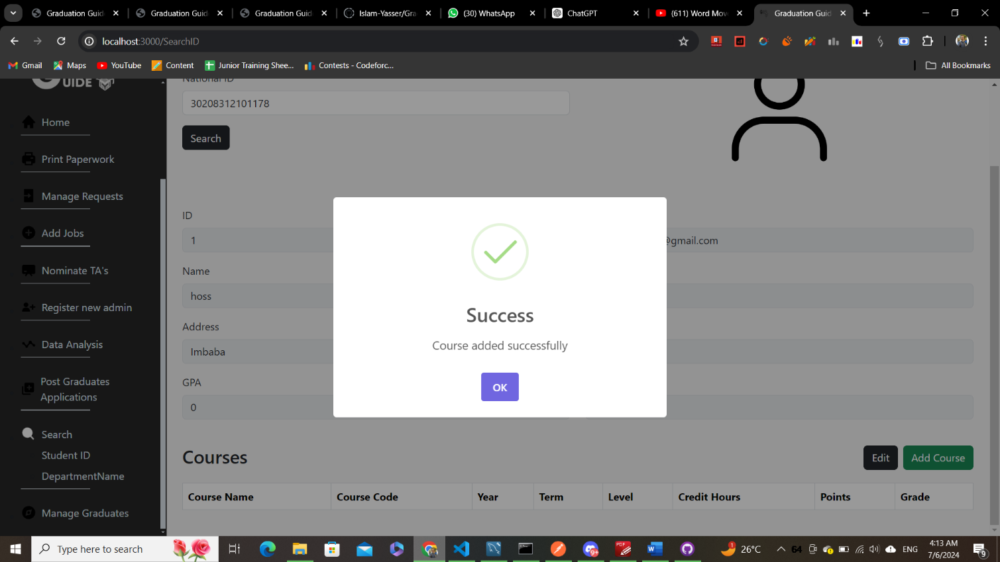 Graduation Guid
Graduation Guid
Graduation Guid
Islam-Yasser/Gra
(30) WhatsApp
ChatGPT
(611) Word Mov
Graduation Guid
localhost:3000/SearchID
Gmail
Maps
YouTube
Content
Junior Training Shee...
Contests - Codeforc...
All Bookmarks
UIDE
Home
Print Paperwork
Manage Requests
Add Jobs
Nominate TA's
Register new admin
Data Analysis
Post Graduates
Applications
Search
Student ID
DepartmentName
Manage Graduates
National ID
30208312101178
Search
ID
1
@gmail.com
Name
hoss
Address
Imbaba
GPA
0
Success
Course added successfully
OK
Courses
Edit
Add Course
Course Name
Course Code
Year
Term
Level
Credit Hours
Points
Grade
Type here to search
9+
PDF
1
26°C
64
ENG
4:13 AM
7/6/2024
9